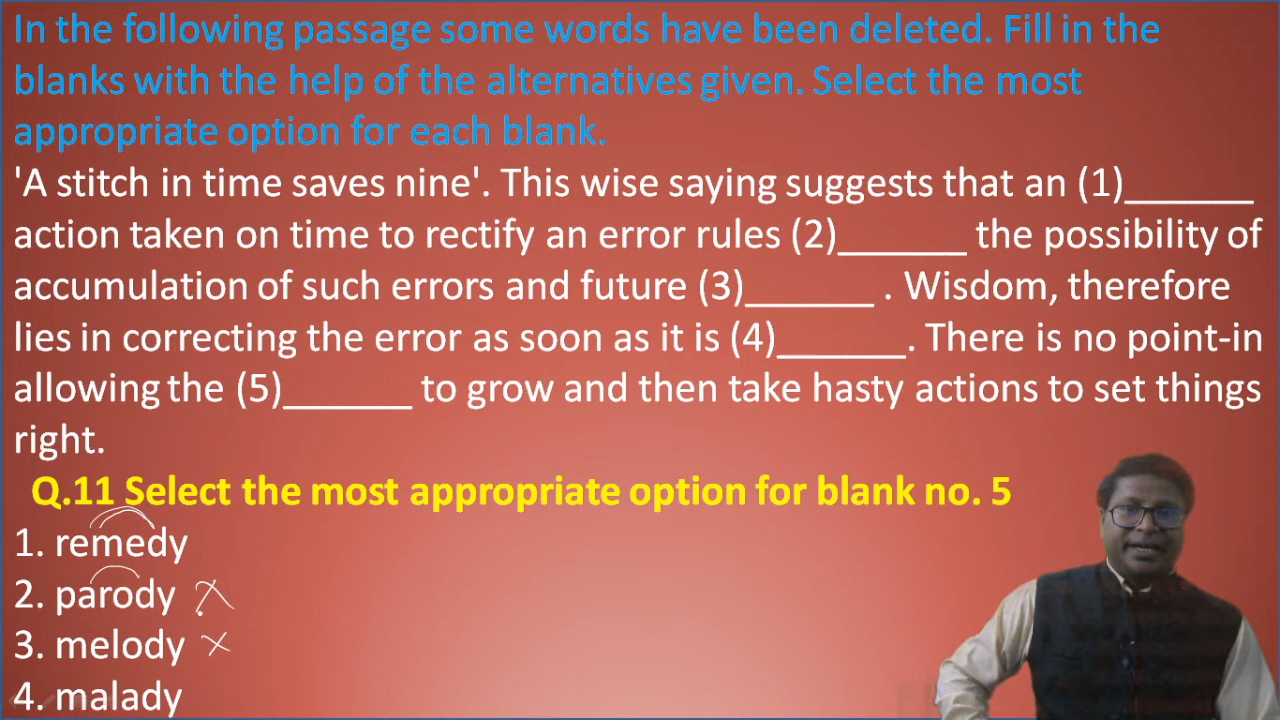 In the following passage some words have been deleted. Fill in the
blanks with the help of the alternatives given. Select the most
appropriate option for each blank.
'A stitch in time saves nine'. This wise saying suggests that an (1)______
action taken on time to rectify an error rules (2)______ the possibility of
accumulation of such errors and future (3)______ . Wisdom, therefore
lies in correcting the error as soon as it is (4)______. There is no point-in
allowing the (5)______ to grow and then take hasty actions to set things
right.
Q.11 Select the most appropriate option for blank no. 5
1. remedy
2. parody
3. melody
4. malady